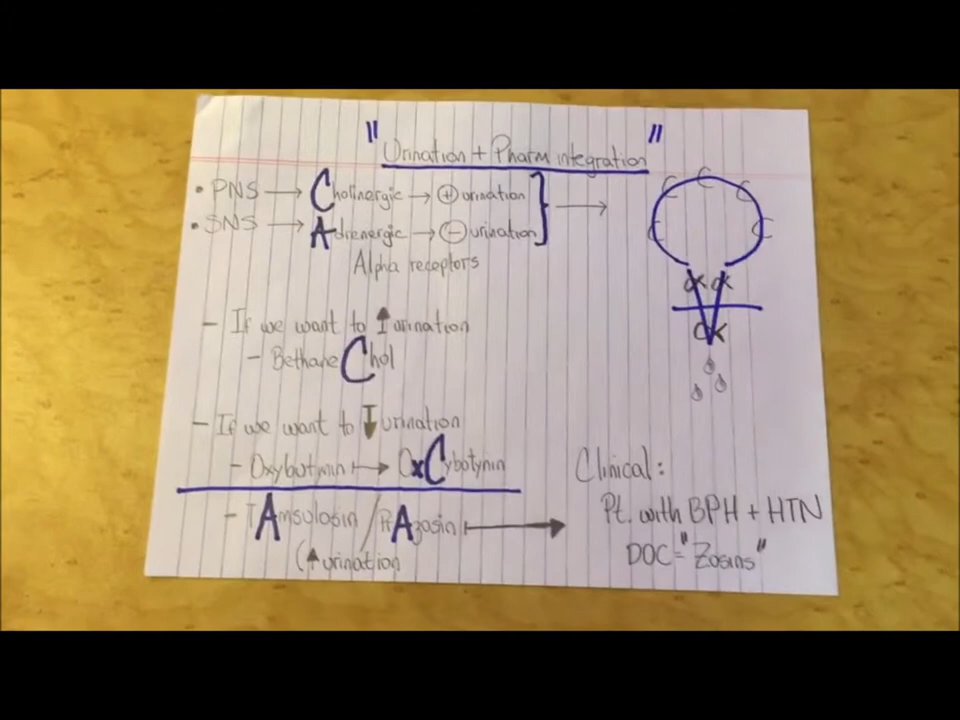 " Urination + Pharm integration "
• PNS → Cholinergic → ⊕ urination
• SNS → Adrenergic → ⊖ urination
Alpha receptors
C C C C C
α α
α
- If we want to ↑ urination
- BethaneChol
- If we want to ↓ urination
- Oxybutinin → OxCybotynin
- TAmsulosin / PrAzosin →
(↑ urination
Clinical:
Pt. with BPH + HTN
DOC = "Zosins"